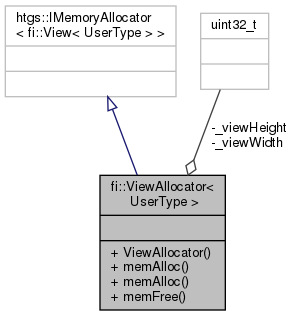 htgs::IMemoryAllocator
< fi::View< UserType > >
uint32_t
-_viewHeight
-_viewWidth
fi::ViewAllocator<
UserType >
+ ViewAllocator()
+ memAlloc()
+ memAlloc()
+ memFree()